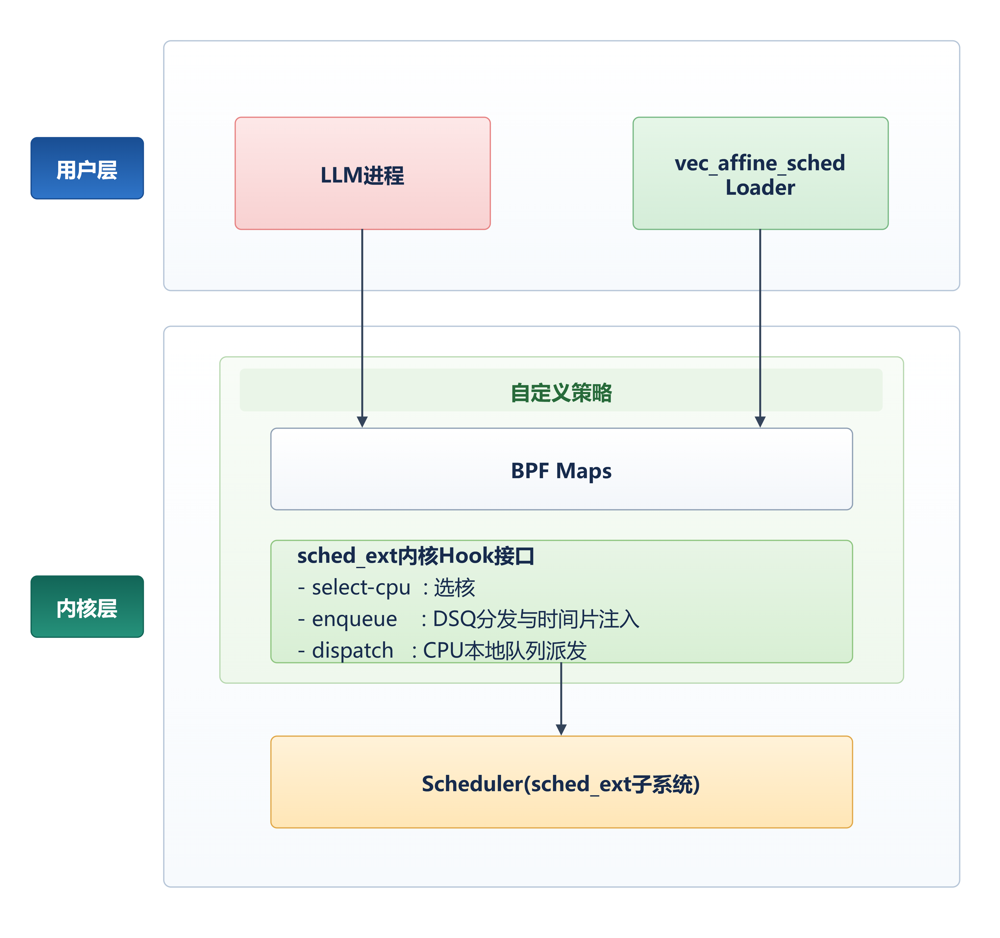 用户层
LLM进程
vec_affine_sched
Loader
自定义策略
BPF Maps
内核层
sched_ext内核Hook接口
- select-cpu : 选核
- enqueue : DSQ分发与时间片注入
- dispatch : CPU本地队列派发
Scheduler(sched_ext子系统)